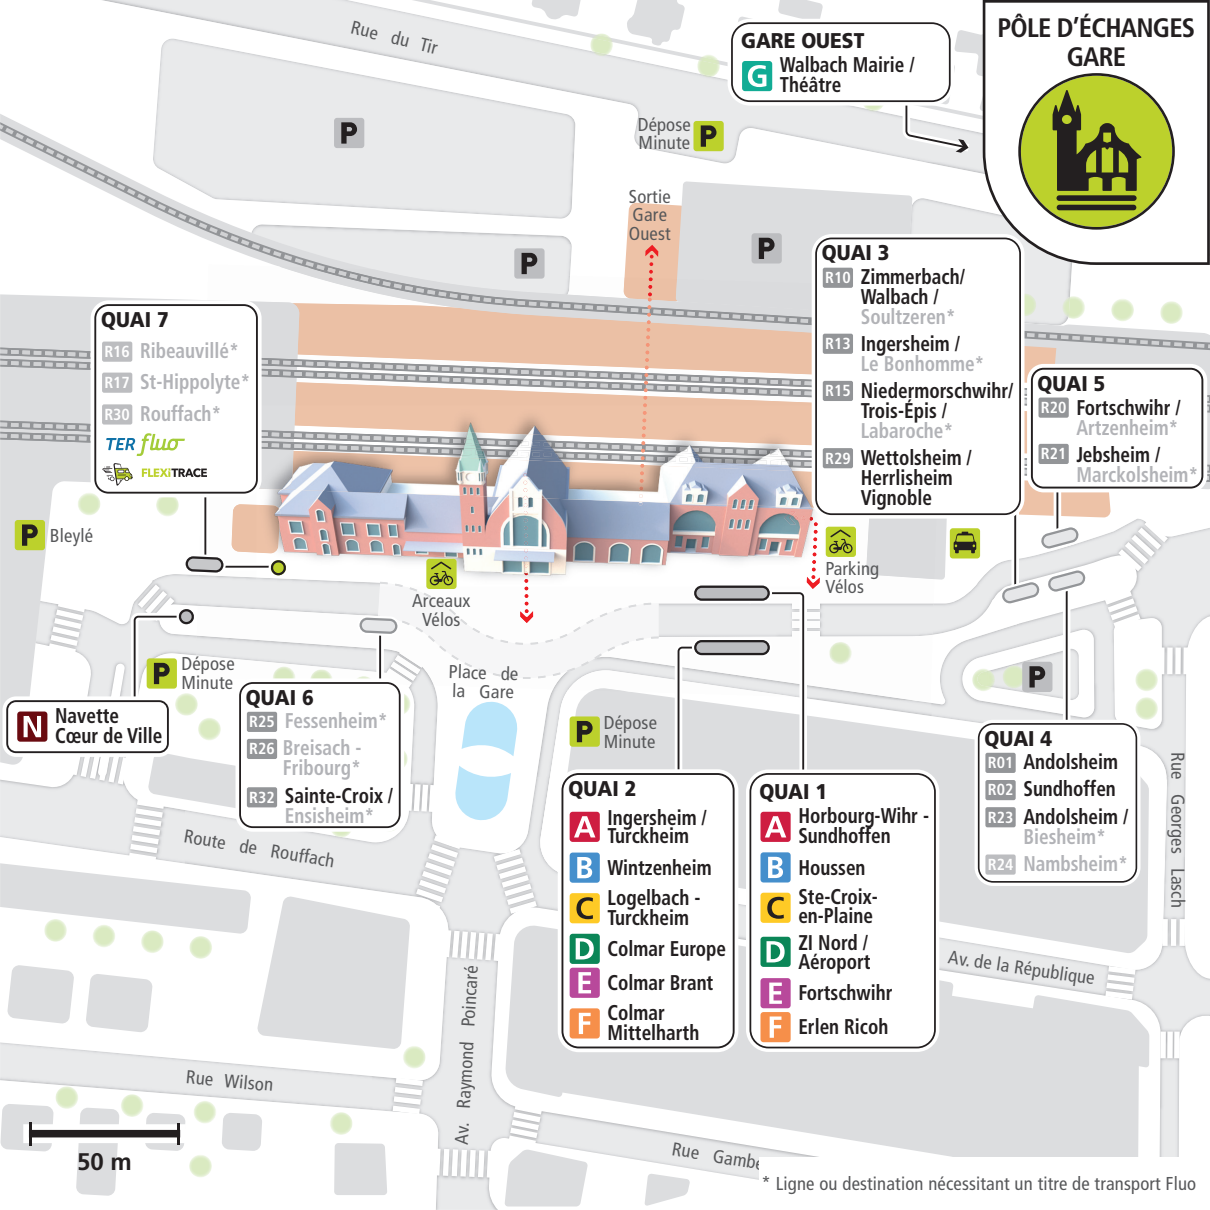 PÔLE D'ÉCHANGES
GARE
GARE OUEST
G Walbach Mairie /
Théâtre
Rue du Tir
P
Dépose
Minute P
Sortie
Gare
Ouest
P
P
QUAI 3
R10 Zimmerbach/
Walbach /
Soultzeren*
R13 Ingersheim /
Le Bonhomme*
R15 Niedermorschwihr/
Trois-Épis /
Labaroche*
R29 Wettolsheim /
Herrlisheim
Vignoble
QUAI 7
R16 Ribeauvillé*
R17 St-Hippolyte*
R30 Rouffach*
TER fluo
FLEXITRACE
QUAI 5
R20 Fortschwihr /
Artzenheim*
R21 Jebsheim /
Marckolsheim*
P Bleylé
Arceaux
Vélos
Parking
Vélos
P Dépose
Minute
Place de
la Gare
P
N Navette
Cœur de Ville
QUAI 6
R25 Fessenheim*
R26 Breisach -
Fribourg*
R32 Sainte-Croix /
Ensisheim*
P Dépose
Minute
QUAI 4
R01 Andolsheim
R02 Sundhoffen
R23 Andolsheim /
Biesheim*
R24 Nambsheim*
QUAI 2
A Ingersheim /
Turckheim
B Wintzenheim
C Logelbach -
Turckheim
D Colmar Europe
E Colmar Brant
F Colmar
Mittelharth
QUAI 1
A Horbourg-Wihr -
Sundhoffen
B Houssen
C Ste-Croix-
en-Plaine
D ZI Nord /
Aéroport
E Fortschwihr
F Erlen Ricoh
Rue Georges Lasch
Route de Rouffach
Av. de la République
Av. Raymond Poincaré
Rue Wilson
Rue Gambe
50 m
* Ligne ou destination nécessitant un titre de transport Fluo